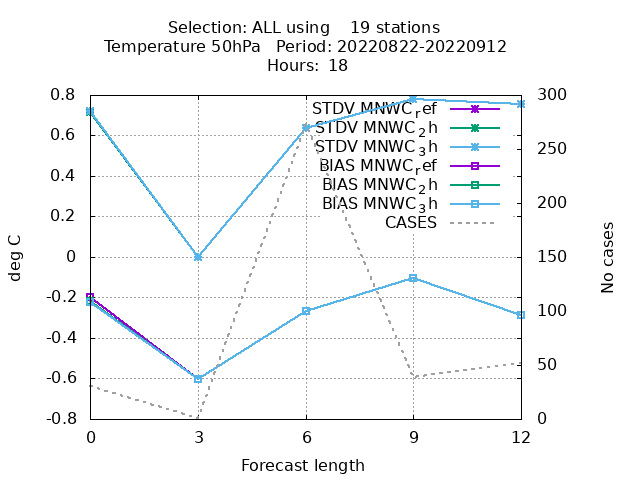 Selection: ALL using 19 stations
Temperature 50hPa Period: 20220822-20220912
Hours: 18
0.8
0.6
0.4
0.2
0
-0.2
-0.4
-0.6
-0.8
deg C
300
250
200
150
100
50
0
No cases
STDV MNWC_ref
STDV MNWC_2h
STDV MNWC_3h
BIAS MNWC_ref
BIAS MNWC_2h
BIAS MNWC_3h
CASES
0 3 6 9 12
Forecast length